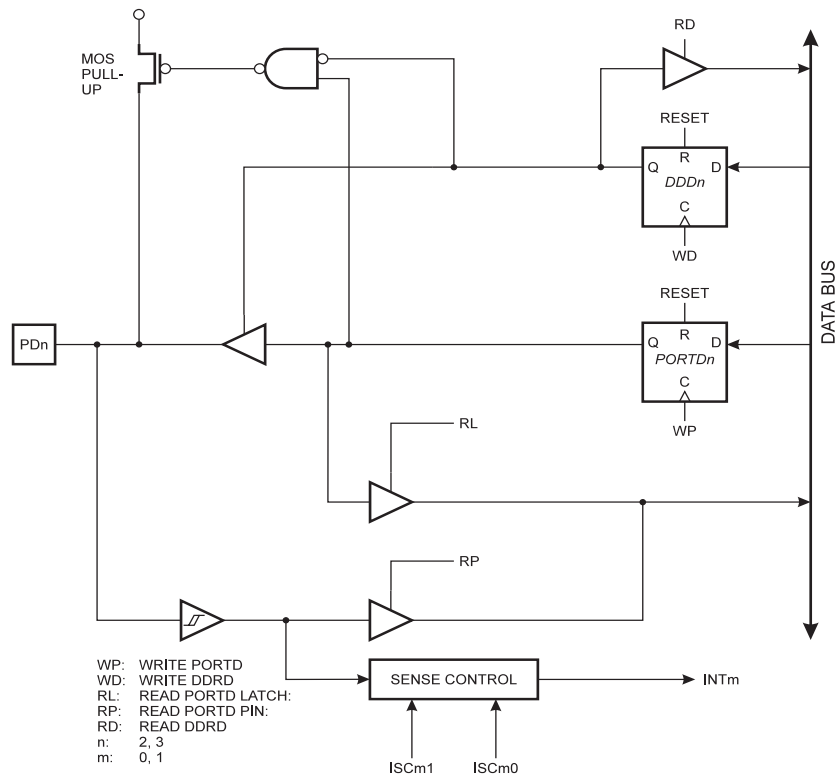 RD
MOS
PULL-
UP
RESET
R
Q
D
DDDn
C
WD
DATA BUS
RESET
R
PDn
Q
D
PORTDn
C
WP
RL
RP
WP: WRITE PORTD
WD: WRITE DDRD
RL: READ PORTD LATCH:
RP: READ PORTD PIN:
RD: READ DDRD
n: 2, 3
m: 0, 1
SENSE CONTROL
INTm
ISCm1
ISCm0